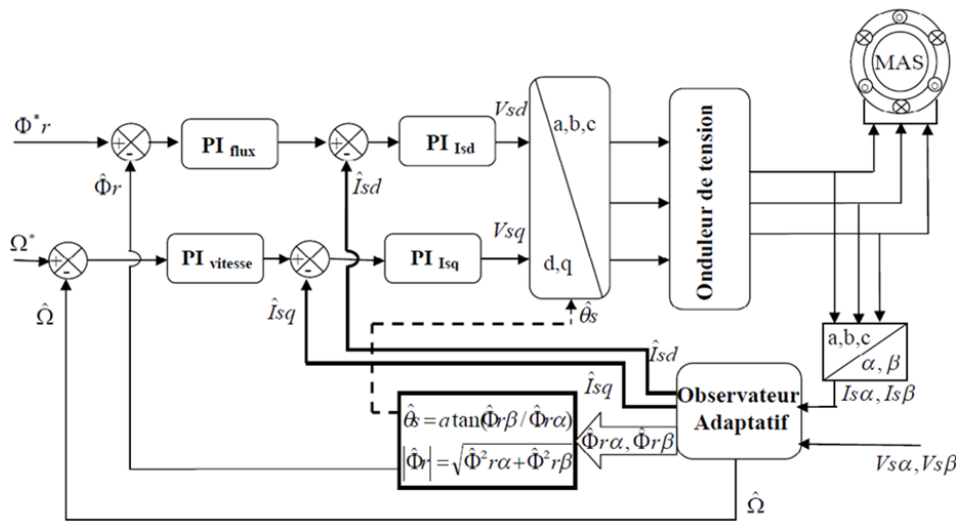 MAS
Φ*r
+
-
PI flux
+
-
PI Isd
Vsd
a,b,c
d,q
Onduleur de tension
Φ̂r
Îsd
Ω*
+
-
PI vitesse
+
-
PI Isq
Vsq
Ω̂
Îsq
θ̂s
a,b,c
α, β
Îsd
Îsq
Isα, Isβ
Observateur
Adaptatif
θ̂s = a tan(Φ̂rβ / Φ̂rα)
|Φ̂r| = √Φ̂²rα + Φ̂²rβ
Φ̂rα, Φ̂rβ
Vsα, Vsβ
Ω̂